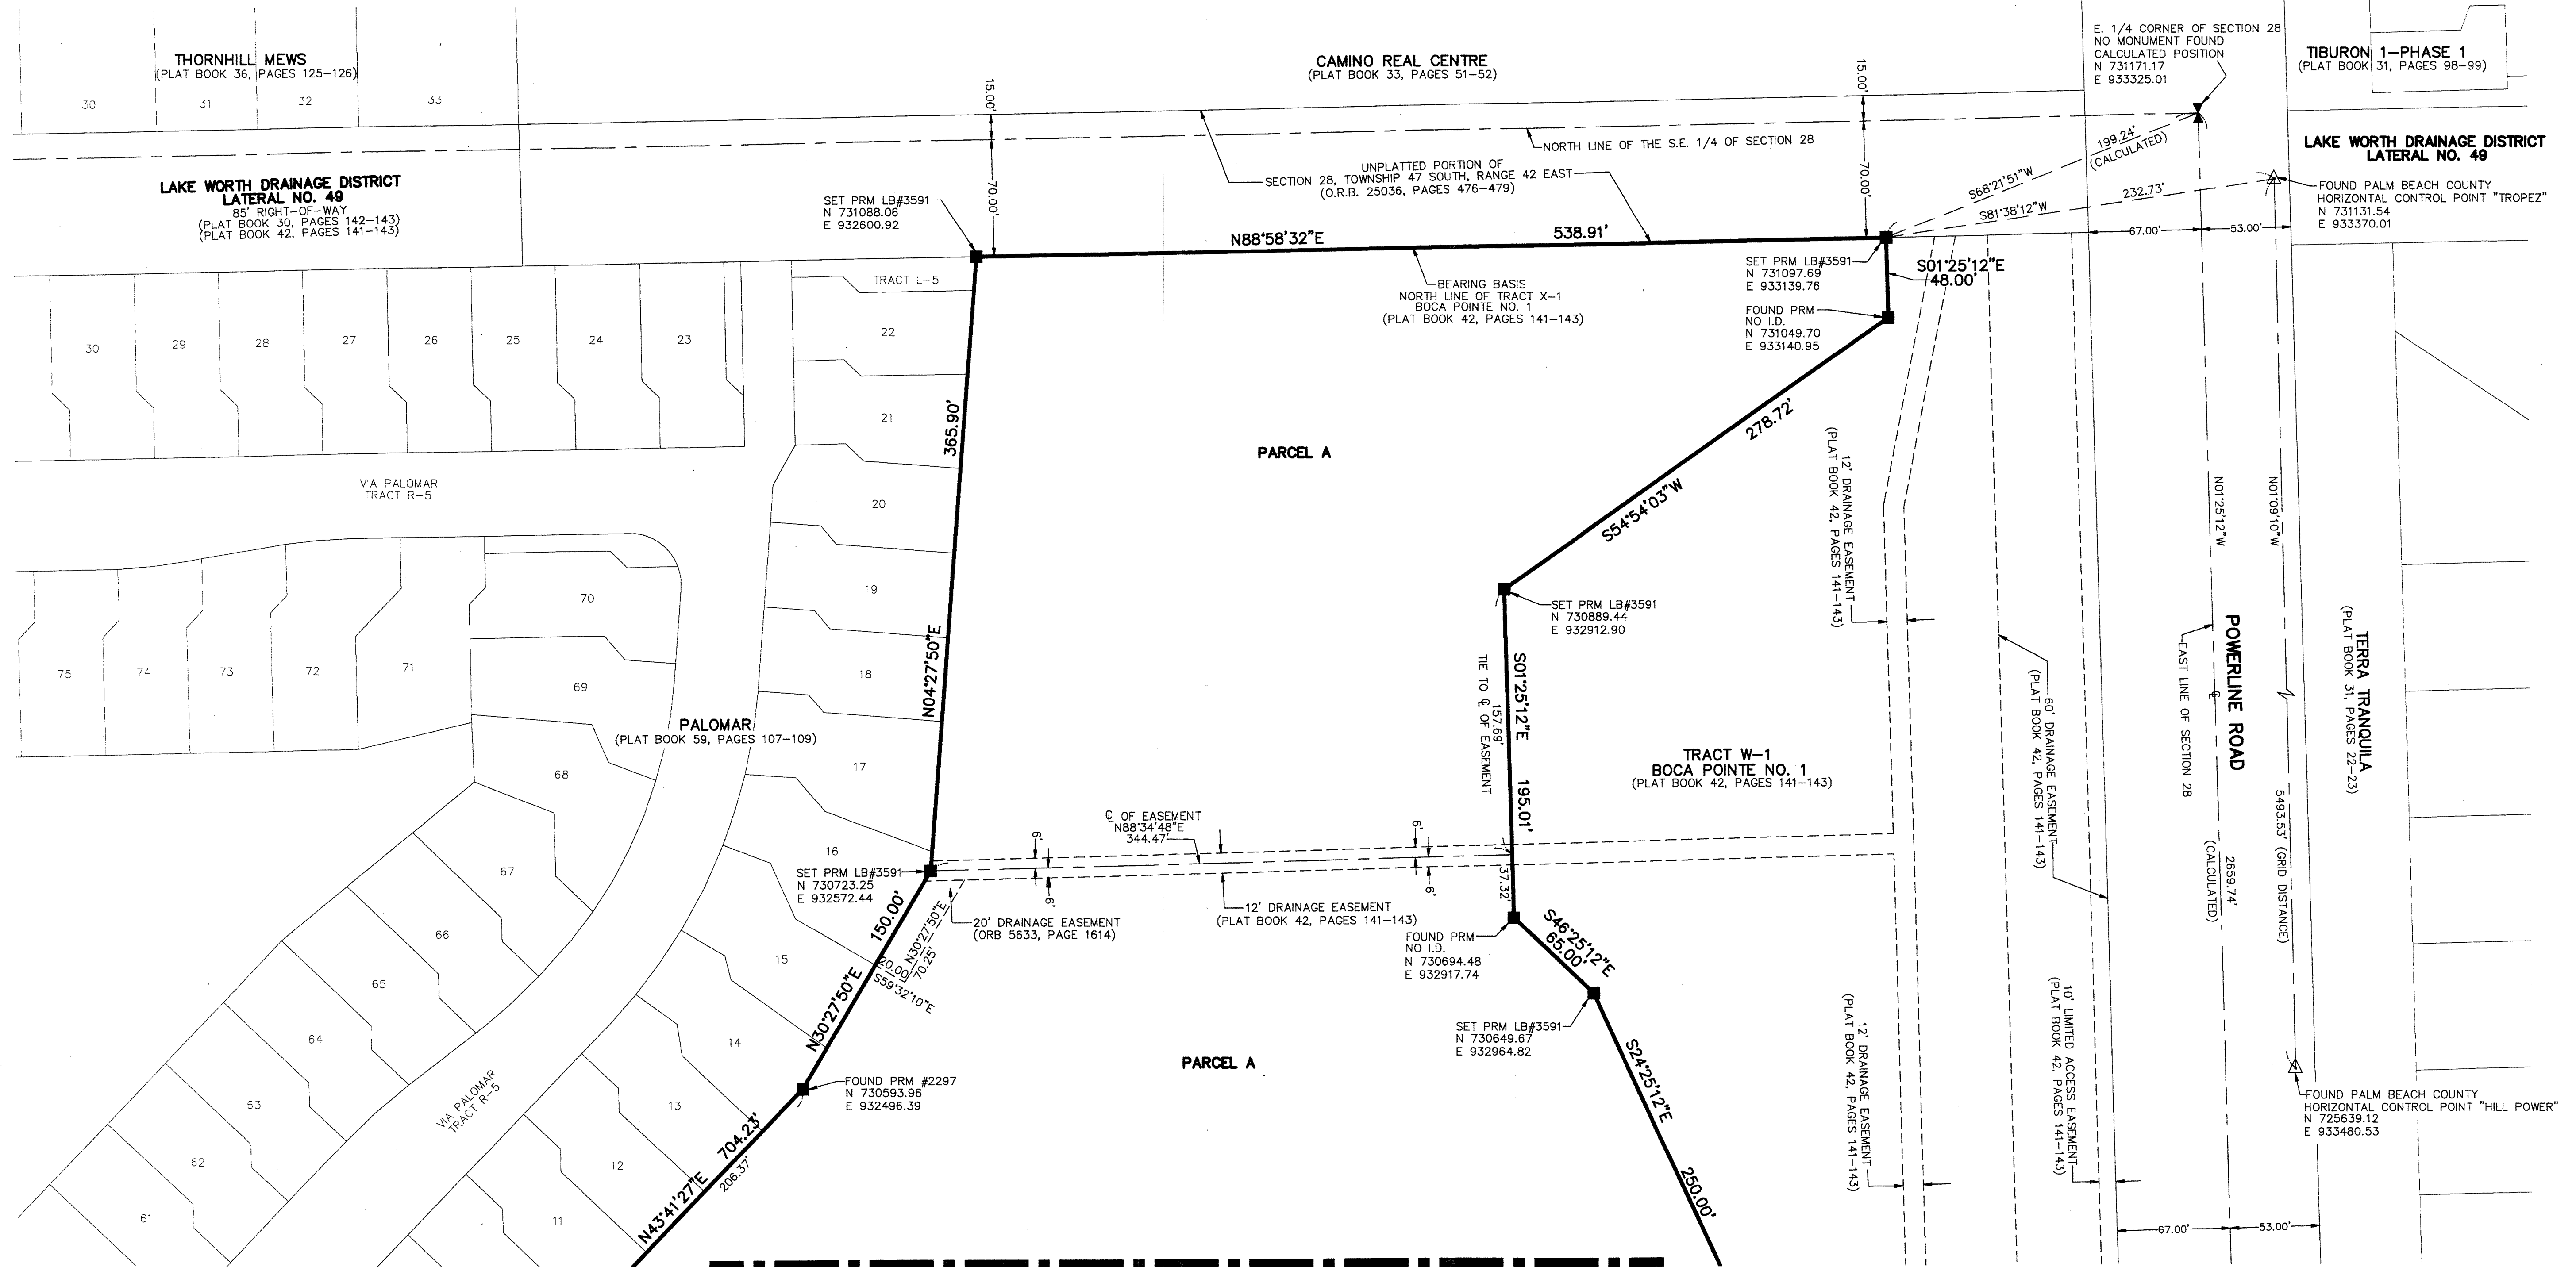 THORNHILL MEWS
(PLAT BOOK 36, PAGES 125-126)
30
31
32
33
CAMINO REAL CENTRE
(PLAT BOOK 33, PAGES 51-52)
E. 1/4 CORNER OF SECTION 28
NO MONUMENT FOUND
CALCULATED POSITION
N 731171.17
E 933325.01
TIBURON 1-PHASE 1
(PLAT BOOK 31, PAGES 98-99)
15.00'
15.00'
70.00'
70.00'
NORTH LINE OF THE S.E. 1/4 OF SECTION 28
199.24'
(CALCULATED)
S68°21'51"W
S81°38'12"W
232.73'
LAKE WORTH DRAINAGE DISTRICT
LATERAL NO. 49
FOUND PALM BEACH COUNTY
HORIZONTAL CONTROL POINT "TROPEZ"
N 731131.54
E 933370.01
LAKE WORTH DRAINAGE DISTRICT
LATERAL NO. 49
85' RIGHT-OF-WAY
(PLAT BOOK 30, PAGES 142-143)
(PLAT BOOK 42, PAGES 141-143)
UNPLATTED PORTION OF
SECTION 28, TOWNSHIP 47 SOUTH, RANGE 42 EAST
(O.R.B. 25036, PAGES 476-479)
SET PRM LB#3591
N 731088.06
E 932600.92
N88°58'32"E
538.91'
67.00'
53.00'
SET PRM LB#3591
N 731097.69
E 933139.76
S01°25'12"E
48.00'
BEARING BASIS
NORTH LINE OF TRACT X-1
BOCA POINTE NO. 1
(PLAT BOOK 42, PAGES 141-143)
FOUND PRM
NO I.D.
N 731049.70
E 933140.95
TRACT L-5
30
29
28
27
26
25
24
23
22
21
20
19
18
17
16
15
14
13
12
11
VIA PALOMAR
TRACT R-5
365.90'
N04°27'50"E
PARCEL A
278.72'
S54°54'03"W
12' DRAINAGE EASEMENT
(PLAT BOOK 42, PAGES 141-143)
SET PRM LB#3591
N 730889.44
E 932912.90
S01°25'12"E
195.01'
157.69'
TIE TO ℄ OF EASEMENT
N01°25'12"W
N01°09'10"W
POWERLINE ROAD
℄
EAST LINE OF SECTION 28
2659.74'
(CALCULATED)
5493.53' (GRID DISTANCE)
TERRA TRANQUILA
(PLAT BOOK 31, PAGES 22-23)
60' DRAINAGE EASEMENT
(PLAT BOOK 42, PAGES 141-143)
TRACT W-1
BOCA POINTE NO. 1
(PLAT BOOK 42, PAGES 141-143)
75
74
73
72
71
70
69
68
67
66
65
64
63
62
61
PALOMAR
(PLAT BOOK 59, PAGES 107-109)
℄ OF EASEMENT
N88°34'48"E
344.47'
6'
6'
6'
6'
37.32'
SET PRM LB#3591
N 730723.25
E 932572.44
20' DRAINAGE EASEMENT
(ORB 5633, PAGE 1614)
12' DRAINAGE EASEMENT
(PLAT BOOK 42, PAGES 141-143)
150.00'
N30°27'50"E
N30°27'50"E
70.25'
20.00'
S59°32'10"E
FOUND PRM
NO I.D.
N 730694.48
E 932917.74
S46°25'12"E
65.00'
SET PRM LB#3591
N 730649.67
E 932964.82
S24°25'12"E
250.00'
PARCEL A
FOUND PRM #2297
N 730593.96
E 932496.39
704.23'
206.37'
N43°41'27"E
VIA PALOMAR
TRACT R-5
12' DRAINAGE EASEMENT
(PLAT BOOK 42, PAGES 141-143)
10' LIMITED ACCESS EASEMENT
(PLAT BOOK 42, PAGES 141-143)
FOUND PALM BEACH COUNTY
HORIZONTAL CONTROL POINT "HILL POWER"
N 725639.12
E 933480.53
67.00'
53.00'